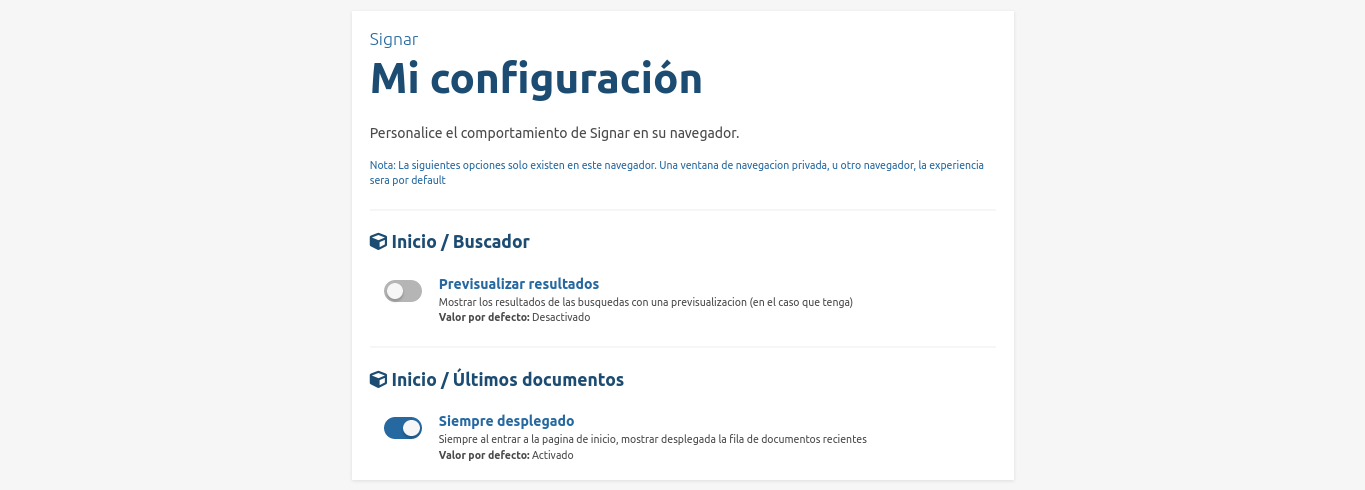 Signar
Mi configuración
Personalice el comportamiento de Signar en su navegador.
Nota: La siguientes opciones solo existen en este navegador. Una ventana de navegacion privada, u otro navegador, la experiencia
sera por default
Inicio / Buscador
Previsualizar resultados
Mostrar los resultados de las busquedas con una previsualizacion (en el caso que tenga)
Valor por defecto: Desactivado
Inicio / Últimos documentos
Siempre desplegado
Siempre al entrar a la pagina de inicio, mostrar desplegada la fila de documentos recientes
Valor por defecto: Activado